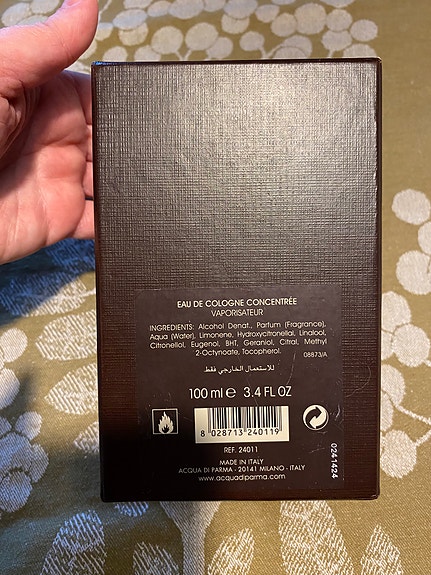 EAU DE COLOGNE CONCENTRÉE
VAPORISATEUR
INGREDIENTS: Alcohol Denat., Parfum (Fragrance),
Aqua (Water), Limonene, Hydroxycitronellal, Linalool,
Citronellol, Eugenol, BHT, Geraniol, Citral, Methyl
2-Octynoate, Tocopherol.
08873/A
للاستعمال الخارجي فقط
100 ml e 3.4 FL OZ
8 028713 240119
REF. 24011
MADE IN ITALY
ACQUA DI PARMA - 20141 MILANO - ITALY
www.acquadiparma.com
0241424